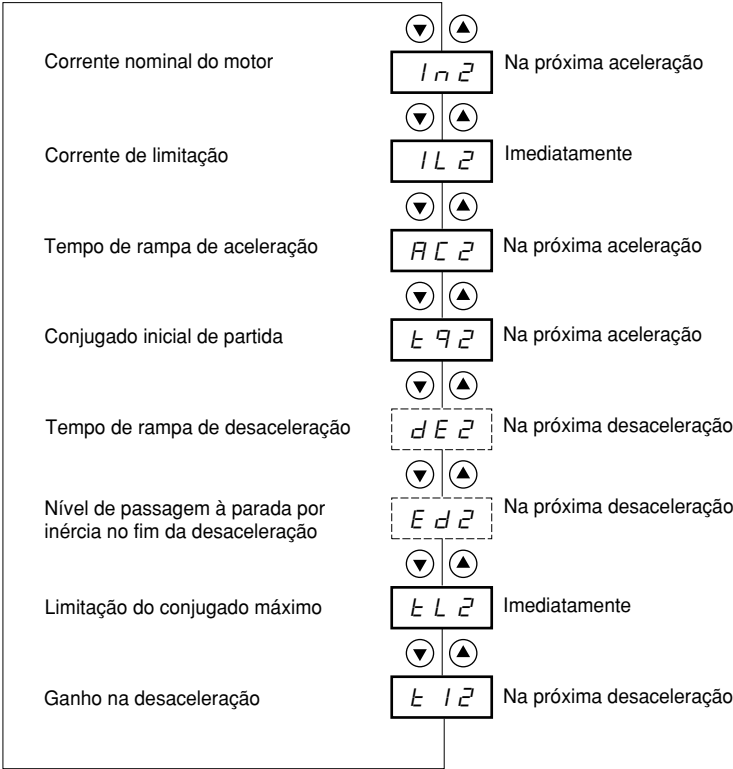 Corrente nominal do motor In2 Na próxima aceleração
Corrente de limitação IL2 Imediatamente
Tempo de rampa de aceleração AC2 Na próxima aceleração
Conjugado inicial de partida tq2 Na próxima aceleração
Tempo de rampa de desaceleração dE2 Na próxima desaceleração
Nível de passagem à parada por
inércia no fim da desaceleração Ed2 Na próxima desaceleração
Limitação do conjugado máximo tL2 Imediatamente
Ganho na desaceleração tI2 Na próxima desaceleração